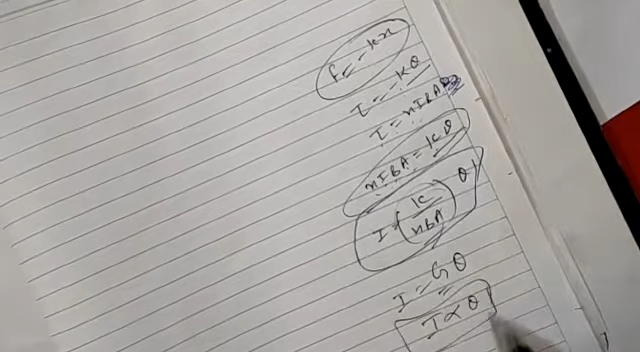 F = -kx
τ = -kθ
τ = nIBA
nIBA = kθ
I = (k/nBA) θ
I = Gθ
I ∝ θ